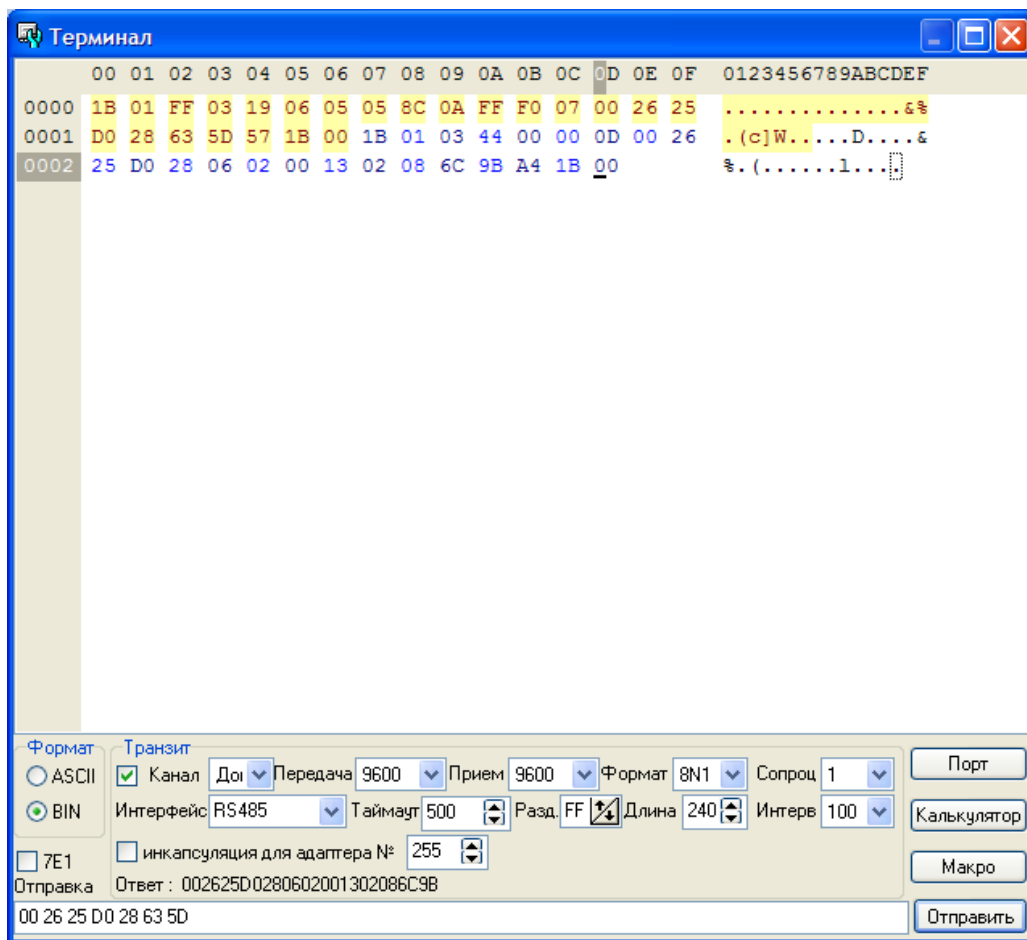 Терминал
00 01 02 03 04 05 06 07 08 09 0A 0B 0C 0D 0E 0F 0123456789ABCDEF
0000 1B 01 FF 03 19 06 05 05 8C 0A FF F0 07 00 26 25 ..............&%
0001 D0 28 63 5D 57 1B 00 1B 01 03 44 00 00 0D 00 26 .(c]W.....D....&
0002 25 D0 28 06 02 00 13 02 08 6C 9B A4 1B 00 %.(......l....
Формат Транзит
ASCII Канал Дог Передача 9600 Прием 9600 Формат 8N1 Сопроц 1 Порт
BIN Интерфейс RS485 Таймаут 500 Разд. FF Длина 240 Интерв 100 Калькулятор
7E1 инкапсуляция для адаптера № 255 Макро
Отправка Ответ : 002625D0280602001302086C9B
00 26 25 D0 28 63 5D Отправить